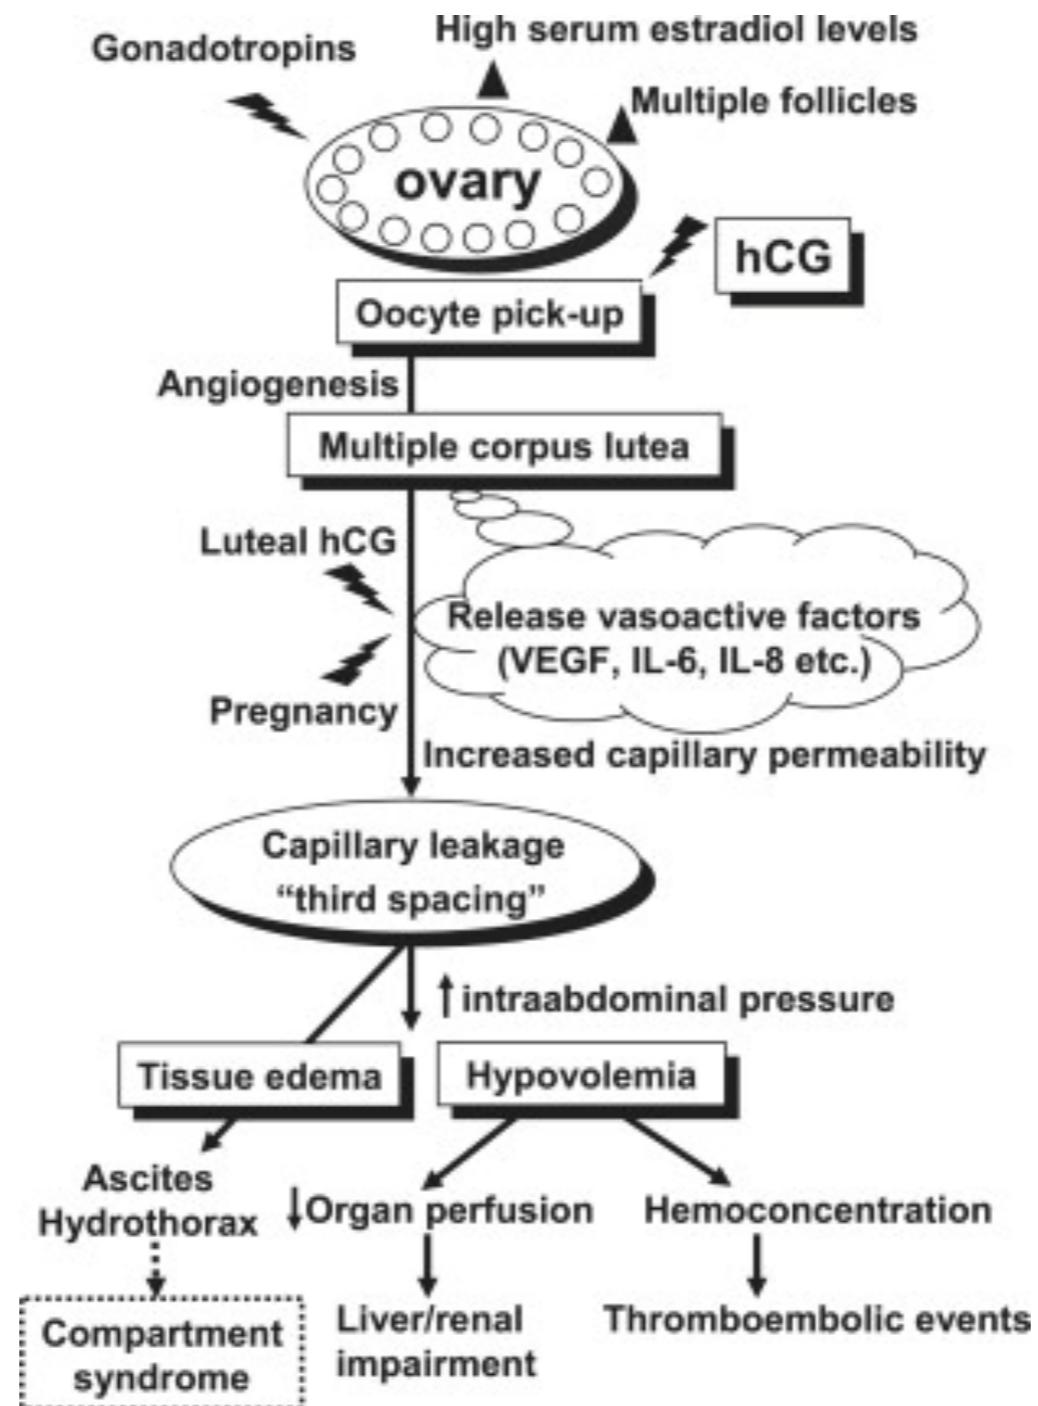 High serum estradiol levels
Gonadotropins
Multiple follicles
ovary
hCG
Oocyte pick-up
Angiogenesis
Multiple corpus lutea
Luteal hCG
Release vasoactive factors
(VEGF, IL-6, IL-8 etc.)
Pregnancy
Increased capillary permeability
Capillary leakage
“third spacing”
↑ intraabdominal pressure
Tissue edema
Hypovolemia
Ascites
Hydrothorax
↓Organ perfusion
Hemoconcentration
Compartment
syndrome
Liver/renal
impairment
Thromboembolic events